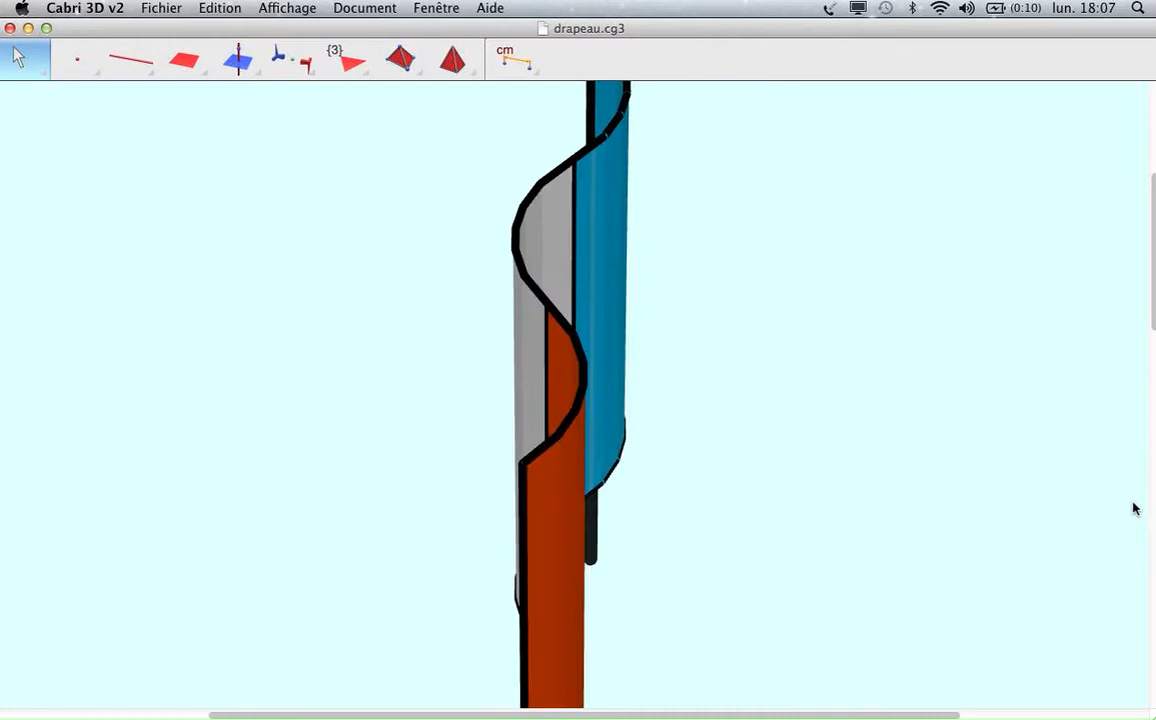 Cabri 3D v2 Fichier Edition Affichage Document Fenêtre Aide (0:10) lun. 18:07
drapeau.cg3
{3} cm